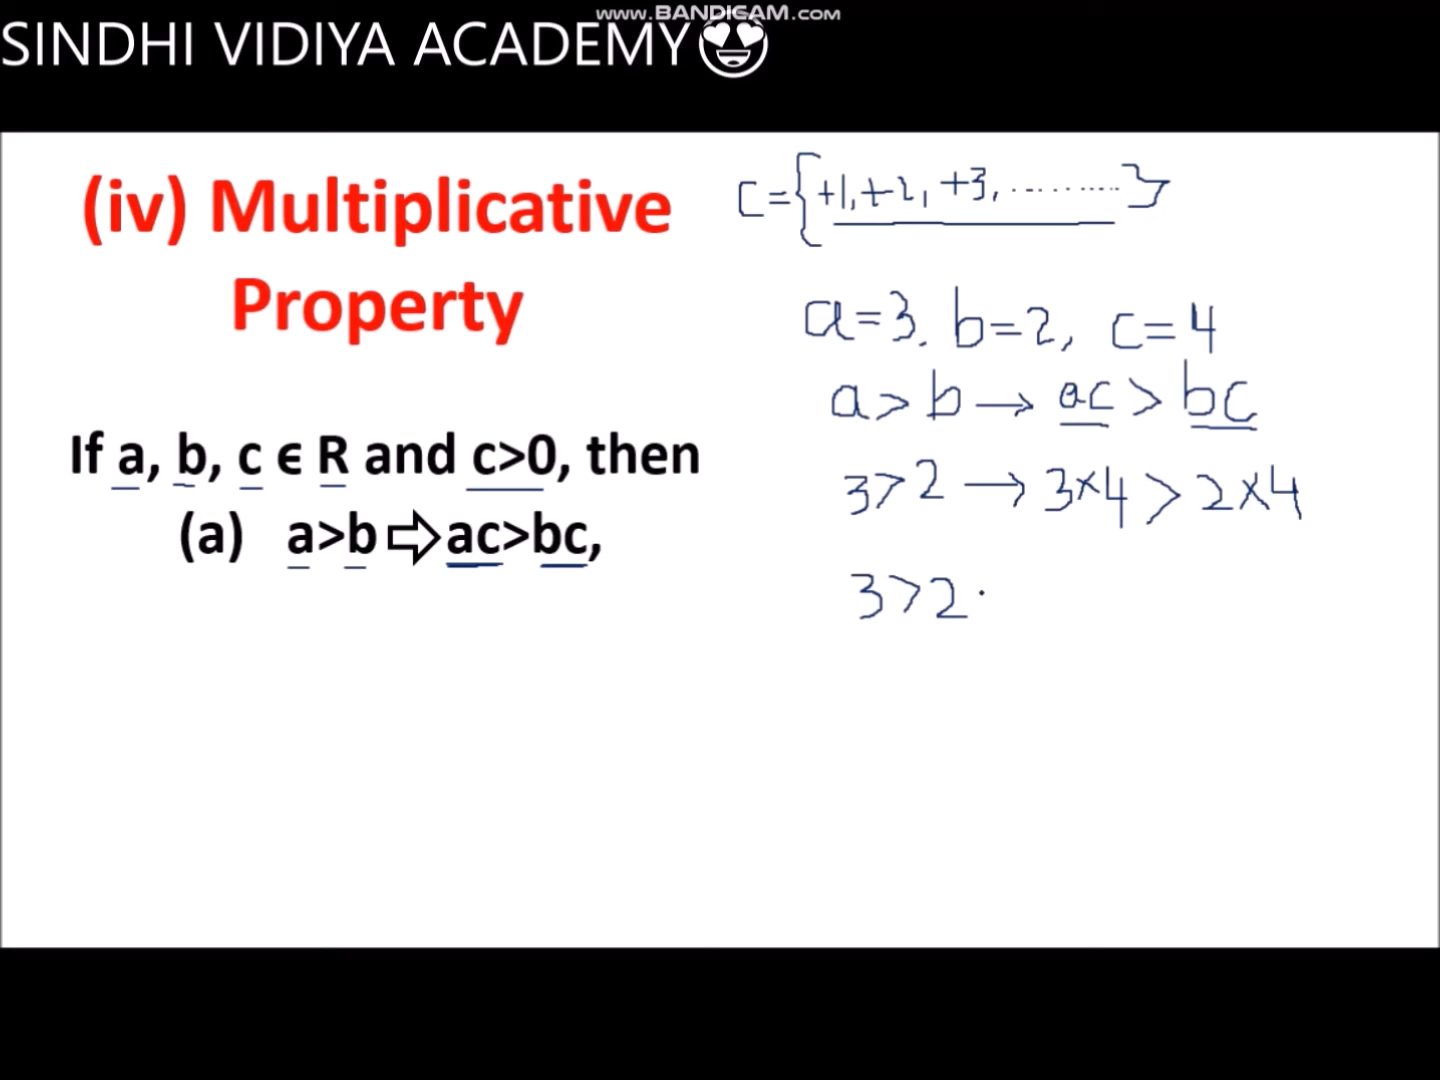 www.BANDICAM.com
SINDHI VIDIYA ACADEMY😍
(iv) Multiplicative
Property
If a, b, c ϵ R and c>0, then
(a) a>b ⇨ ac>bc,
c={+1,+2, +3, ..........}
a=3. b=2, c=4
a > b → ac > bc
3>2 → 3×4 > 2×4
3>2 ·